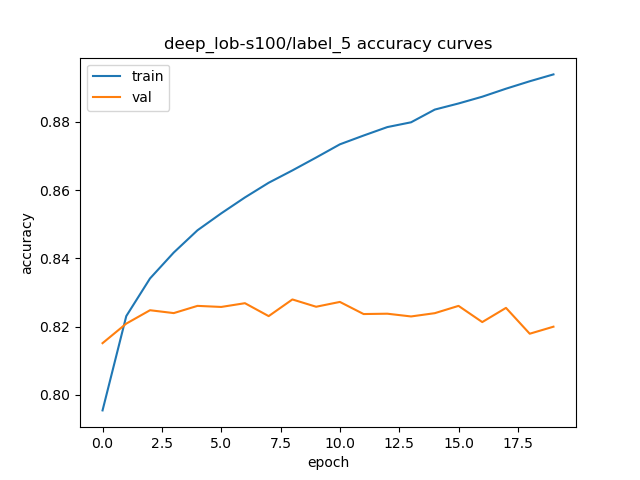 deep_lob-s100/label_5 accuracy curves
train
val
accuracy
0.88
0.86
0.84
0.82
0.80
0.0 2.5 5.0 7.5 10.0 12.5 15.0 17.5
epoch